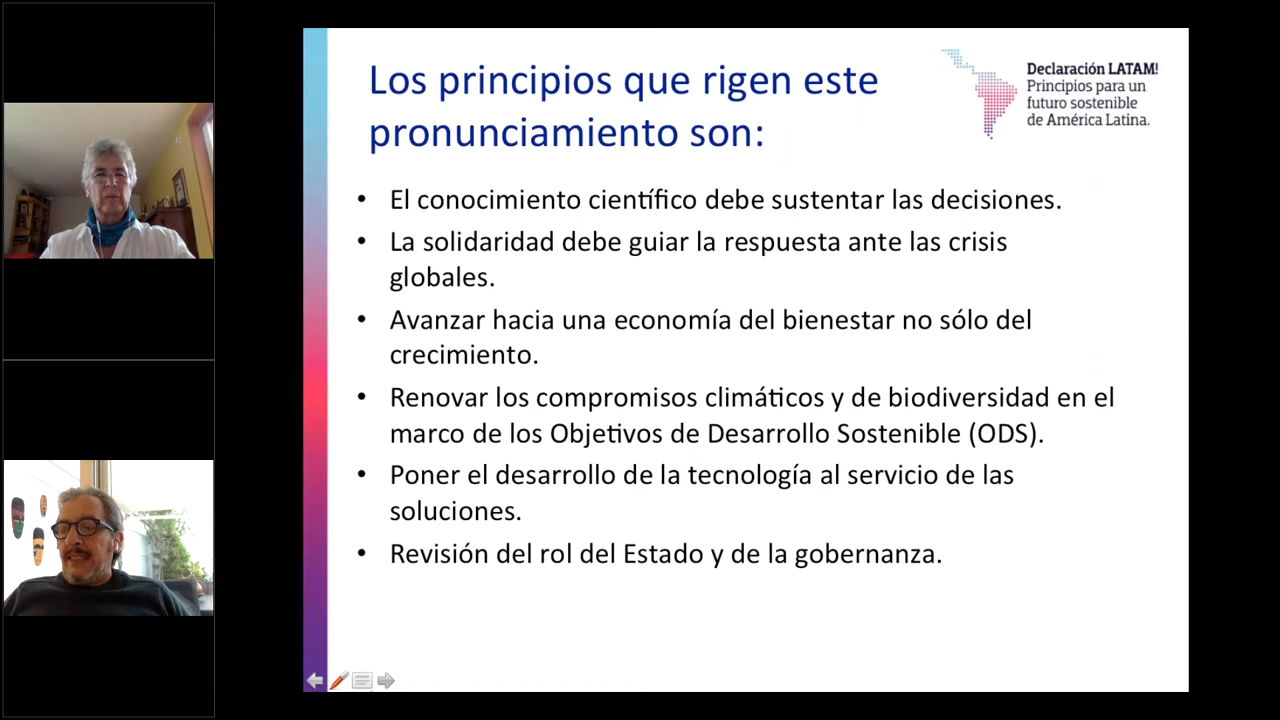 Los principios que rigen este
pronunciamiento son:
Declaración LATAM!
Principios para un
futuro sostenible
de América Latina.
• El conocimiento científico debe sustentar las decisiones.
• La solidaridad debe guiar la respuesta ante las crisis
globales.
• Avanzar hacia una economía del bienestar no sólo del
crecimiento.
• Renovar los compromisos climáticos y de biodiversidad en el
marco de los Objetivos de Desarrollo Sostenible (ODS).
• Poner el desarrollo de la tecnología al servicio de las
soluciones.
• Revisión del rol del Estado y de la gobernanza.